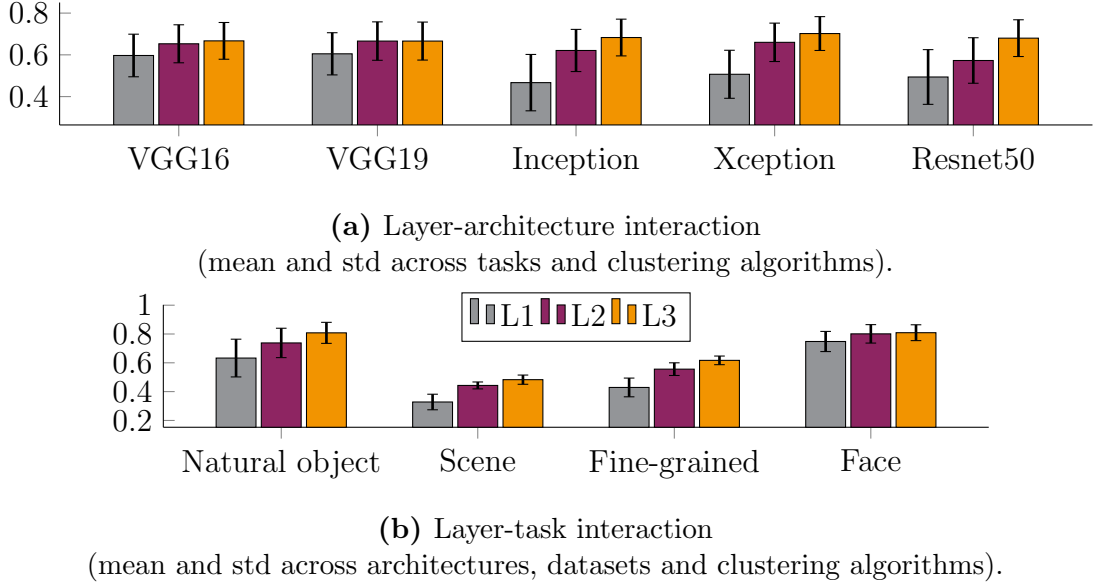 0.8
0.6
0.4
VGG16 VGG19 Inception Xception Resnet50
(a) Layer-architecture interaction
(mean and std across tasks and clustering algorithms).
1
0.8
0.6
0.4
0.2
L1 L2 L3
Natural object Scene Fine-grained Face
(b) Layer-task interaction
(mean and std across architectures, datasets and clustering algorithms).